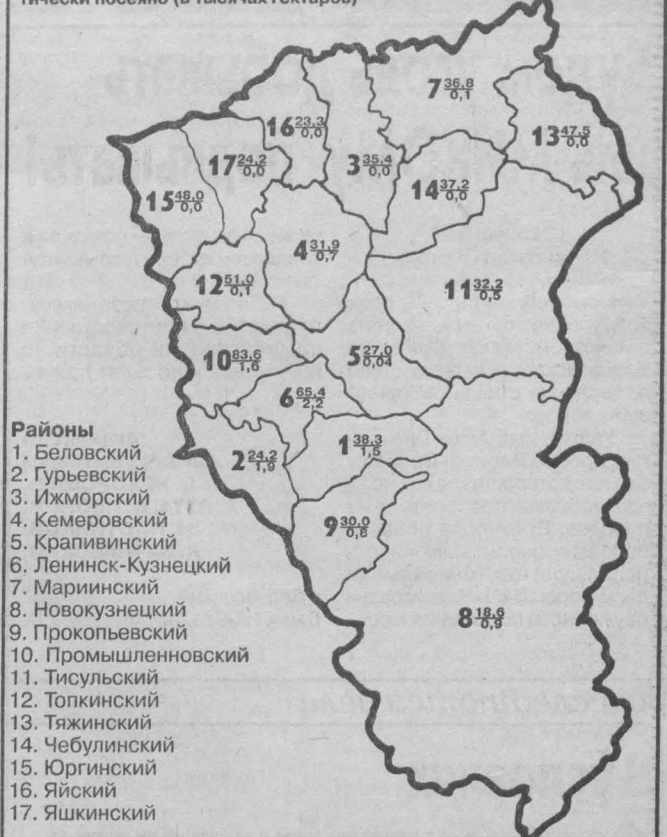 тически посеяно (в тысячах гектаров)
7 36,8
0,1
16 23,3
0,0
13 47,5
0,0
17 24,2
0,0
3 35,4
0,0
14 37,2
0,0
15 48,0
0,0
4 31,9
0,7
12 51,0
0,1
11 32,2
0,5
10 83,6
1,6
5 27,0
0,04
6 65,4
2,2
1 38,3
1,5
2 24,2
1,9
9 30,0
0,8
8 18,6
0,9
Районы
1. Беловский
2. Гурьевский
3. Ижморский
4. Кемеровский
5. Крапивинский
6. Ленинск-Кузнецкий
7. Мариинский
8. Новокузнецкий
9. Прокопьевский
10. Промышленновский
11. Тисульский
12. Топкинский
13. Тяжинский
14. Чебулинский
15. Юргинский
16. Яйский
17. Яшкинский